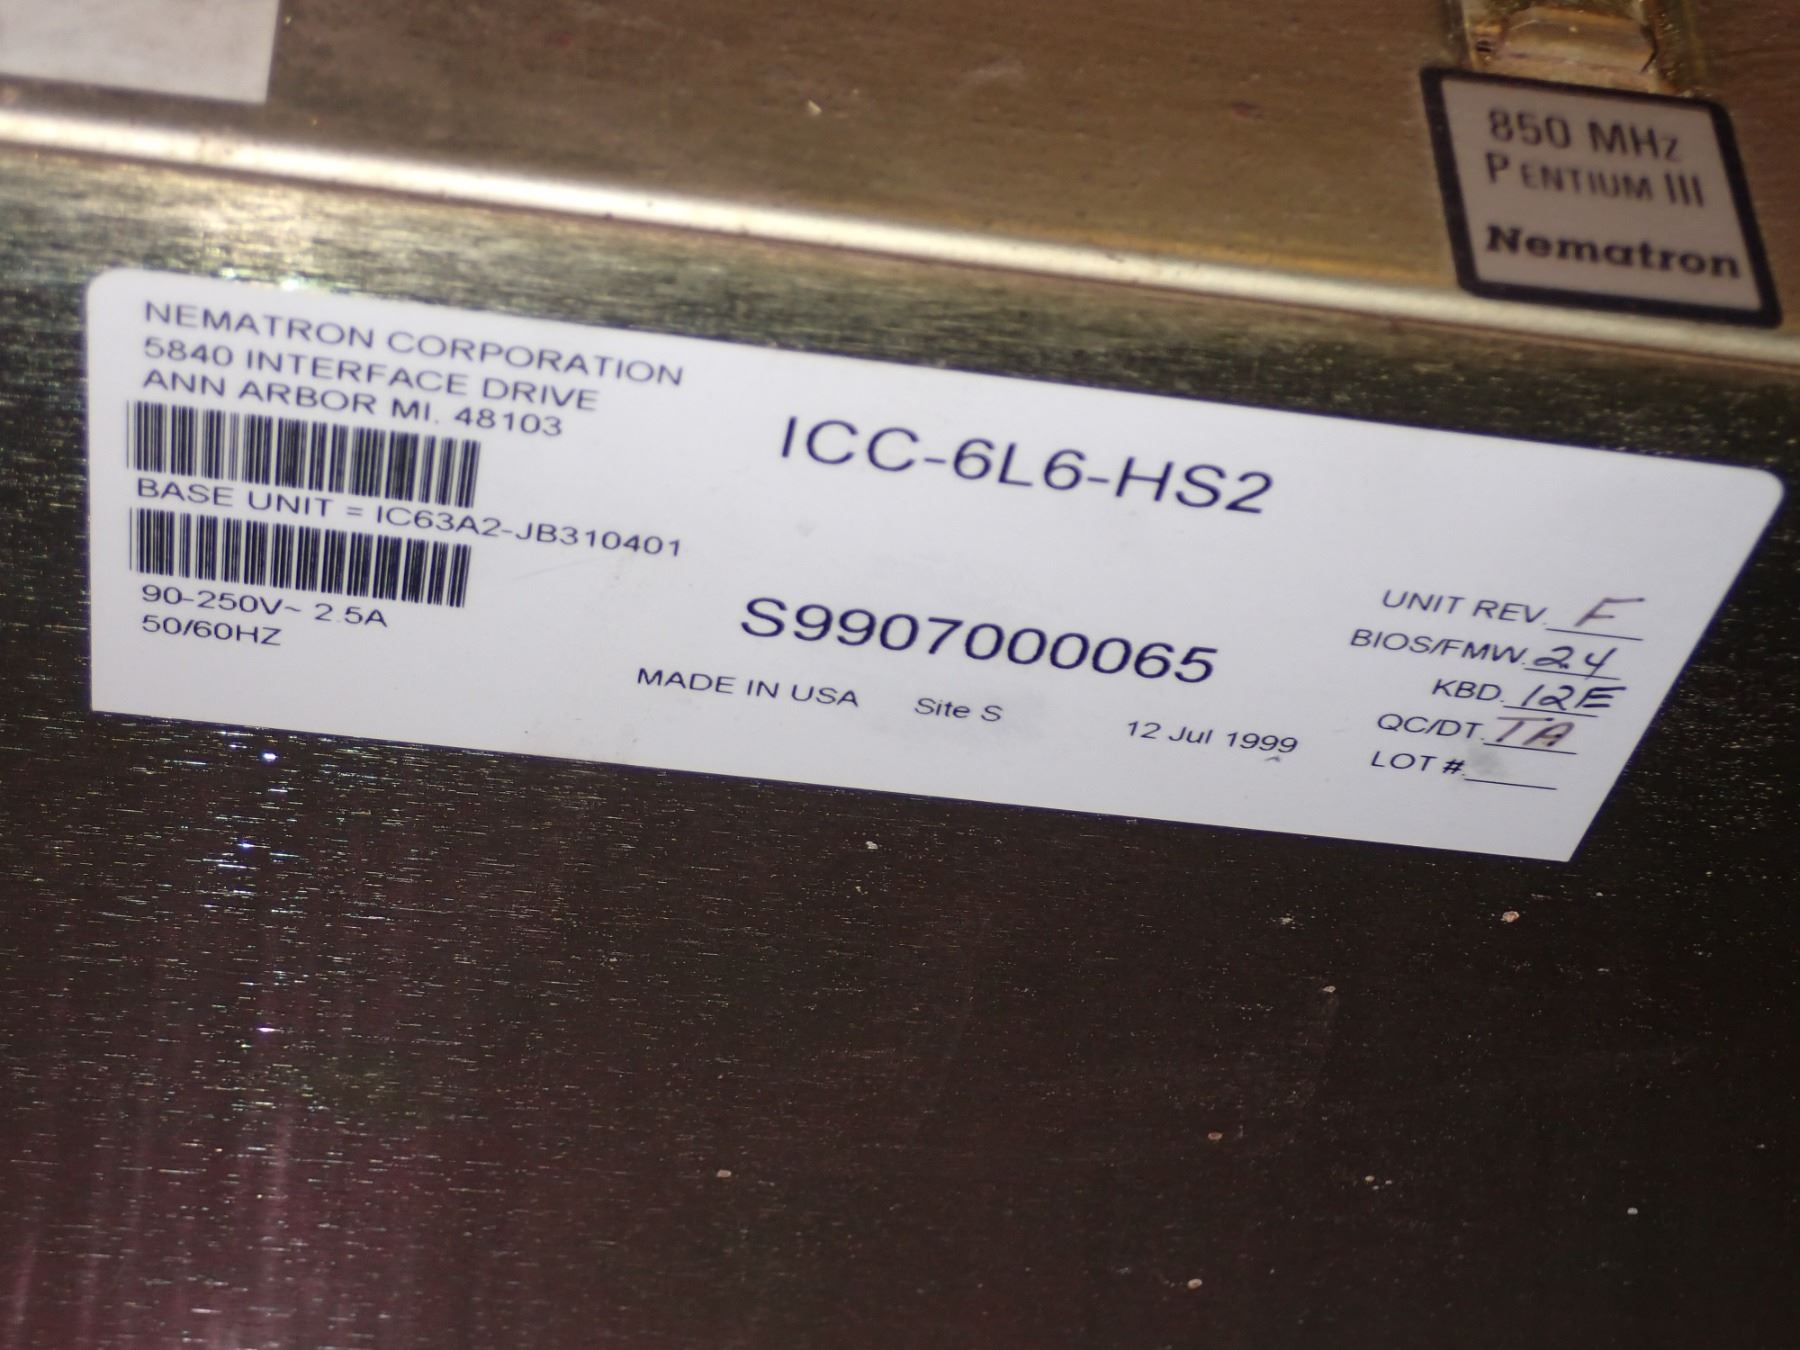 850 MHz
PENTIUM III
Nematron
NEMATRON CORPORATION
5840 INTERFACE DRIVE
ANN ARBOR MI. 48103
BASE UNIT = IC63A2-JB310401
90-250V~ 2.5A
50/60HZ
ICC-6L6-HS2
S9907000065
MADE IN USA Site S 12 Jul 1999
UNIT REV. F
BIOS/FMW. 24
KBD. 12E
QC/DT. TA
LOT #.